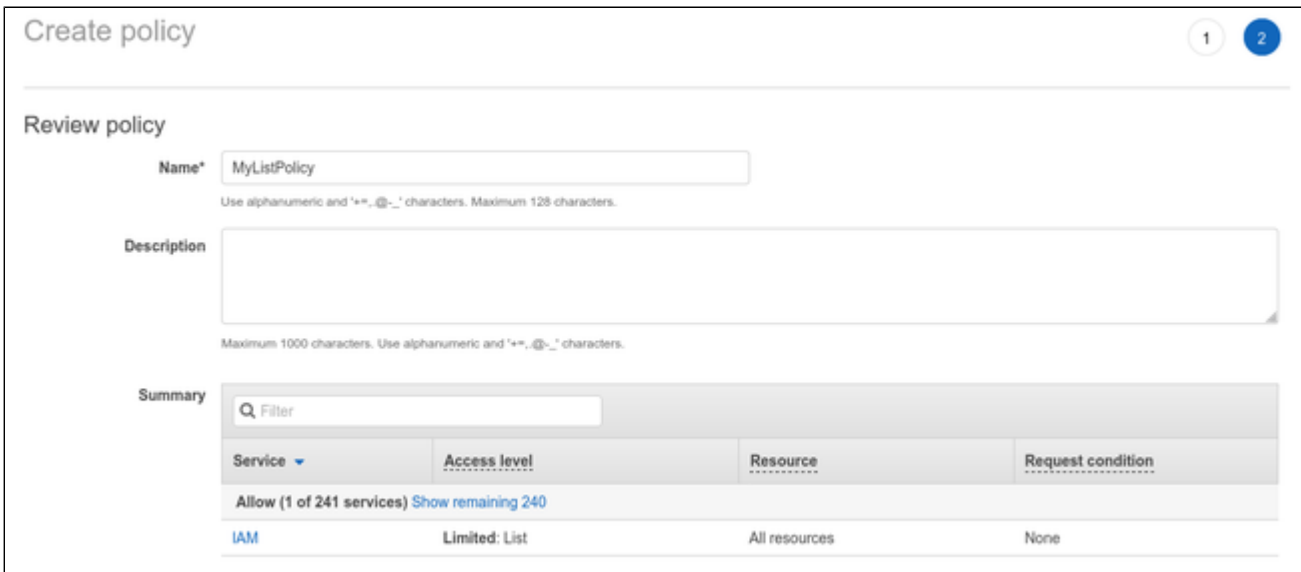 Create policy
1 2
Review policy
Name* MyListPolicy
Use alphanumeric and '+=,.@-_' characters. Maximum 128 characters.
Description
Maximum 1000 characters. Use alphanumeric and '+=,.@-_' characters.
Summary Filter
Service Access level Resource Request condition
Allow (1 of 241 services) Show remaining 240
IAM Limited: List All resources None